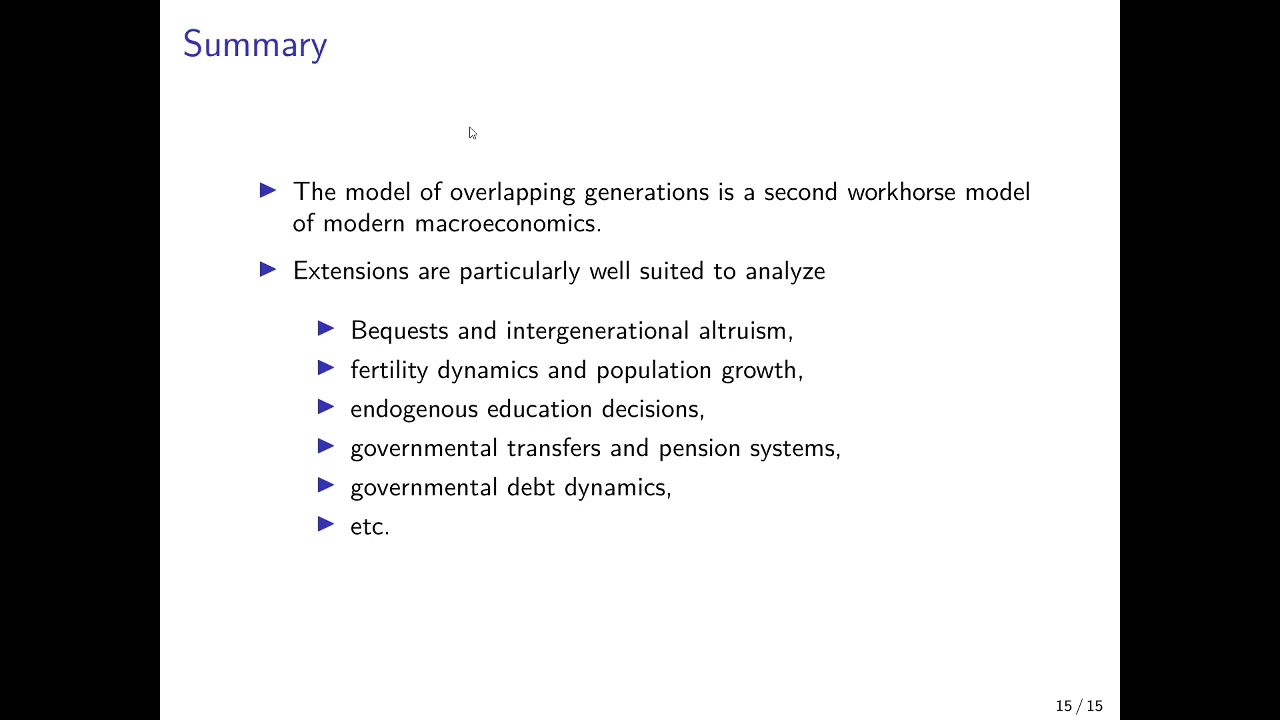 Summary
The model of overlapping generations is a second workhorse model
of modern macroeconomics.
Extensions are particularly well suited to analyze
Bequests and intergenerational altruism,
fertility dynamics and population growth,
endogenous education decisions,
governmental transfers and pension systems,
governmental debt dynamics,
etc.
15 / 15